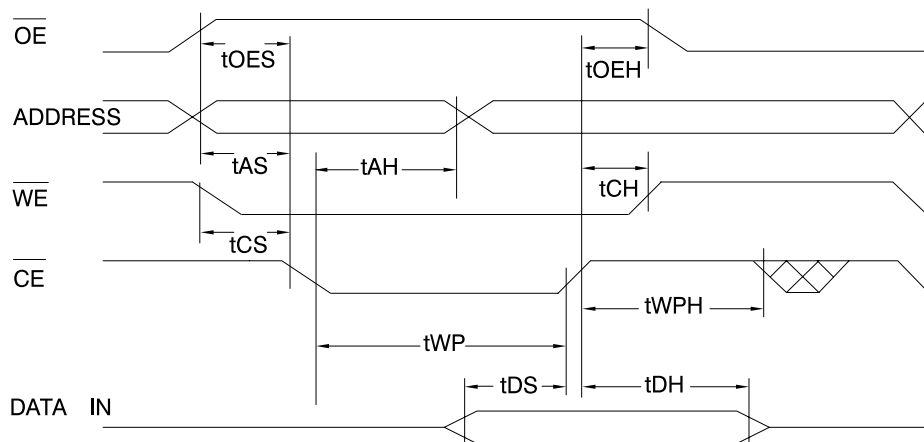 OE
tOES
tOEH
ADDRESS
tAS
tAH
tCH
WE
tCS
CE
tWPH
tWP
tDS
tDH
DATA IN